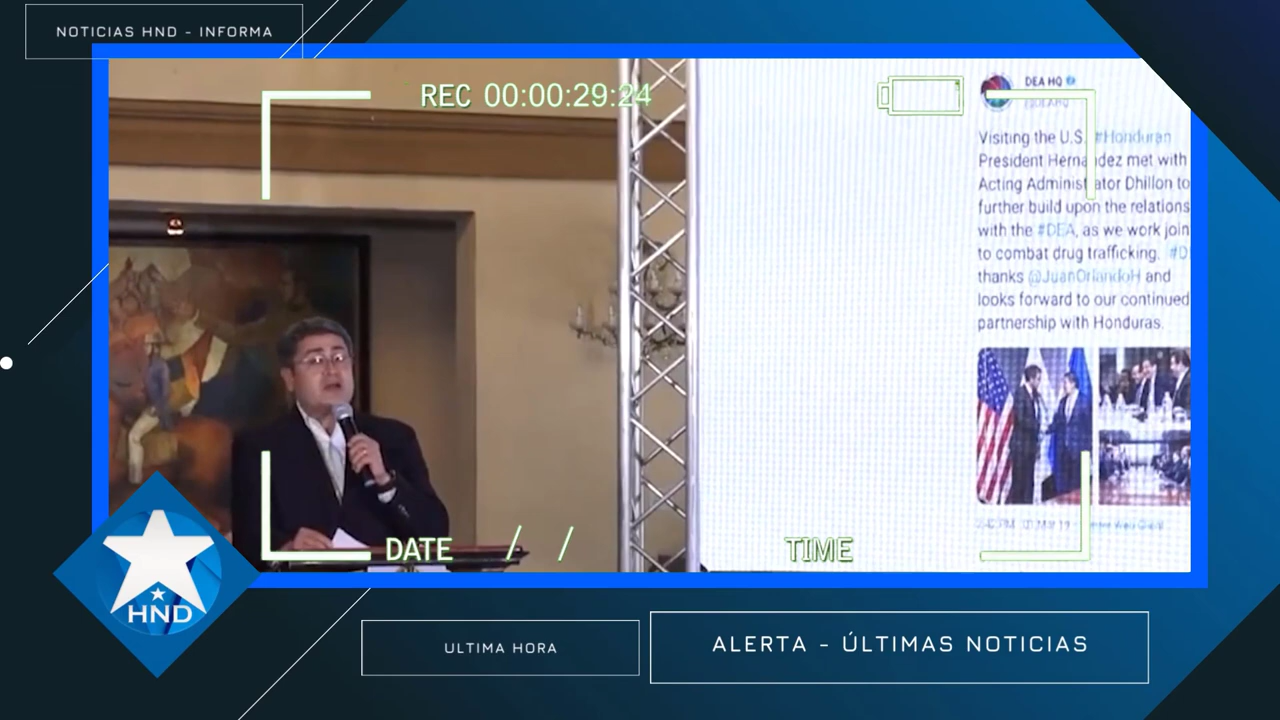 NOTICIAS HND - INFORMA
REC 00:00:29:24
DEA HQ
@DEAHQ
Visiting the U.S. #Honduran
President Hernandez met with
Acting Administrator Dhillon to
further build upon the relations
with the #DEA, as we work join
to combat drug trafficking. #D
thanks @JuanOrlandoH and
looks forward to our continued
partnership with Honduras.
DATE / /
TIME
HND
ULTIMA HORA
ALERTA - ÚLTIMAS NOTICIAS